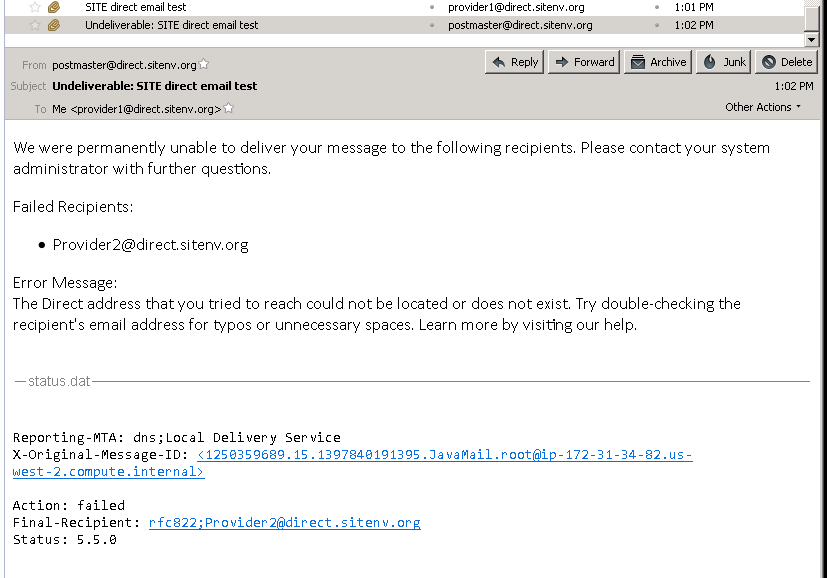 SITE direct email test provider1@direct.sitenv.org 1:01 PM
Undeliverable: SITE direct email test postmaster@direct.sitenv.org 1:02 PM
From postmaster@direct.sitenv.org Reply Forward Archive Junk Delete
Subject Undeliverable: SITE direct email test 1:02 PM
To Me <provider1@direct.sitenv.org> Other Actions
We were permanently unable to deliver your message to the following recipients. Please contact your system
administrator with further questions.
Failed Recipients:
• Provider2@direct.sitenv.org
Error Message:
The Direct address that you tried to reach could not be located or does not exist. Try double-checking the
recipient's email address for typos or unnecessary spaces. Learn more by visiting our help.
status.dat
Reporting-MTA: dns;Local Delivery Service
X-Original-Message-ID: <1250359689.15.1397840191395.JavaMail.root@ip-172-31-34-82.us-
west-2.compute.internal>
Action: failed
Final-Recipient: rfc822;Provider2@direct.sitenv.org
Status: 5.5.0